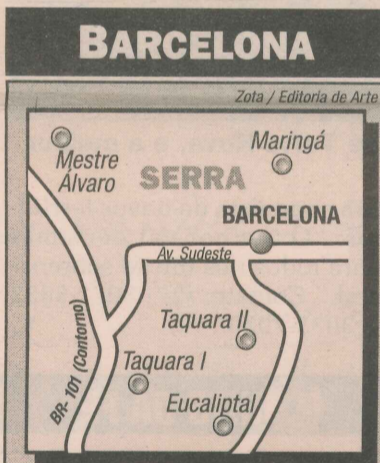 BARCELONA
Zota / Editoria de Arte
Mestre
Álvaro
Maringá
SERRA
BARCELONA
Av. Sudeste
BR- 101 (Contorno)
Taquara II
Taquara I
Eucaliptal